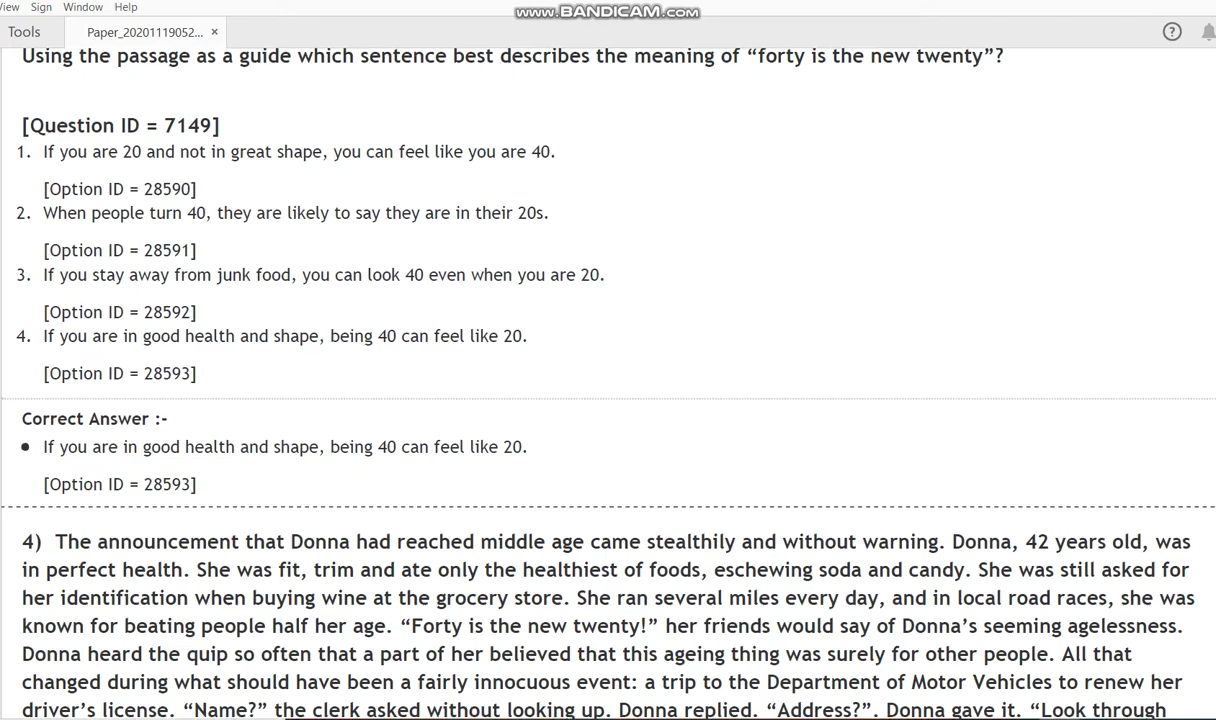 View Sign Window Help
www.BANDICAM.com
Tools Paper_20201119052... × ?
Using the passage as a guide which sentence best describes the meaning of “forty is the new twenty”?
[Question ID = 7149]
1. If you are 20 and not in great shape, you can feel like you are 40.
[Option ID = 28590]
2. When people turn 40, they are likely to say they are in their 20s.
[Option ID = 28591]
3. If you stay away from junk food, you can look 40 even when you are 20.
[Option ID = 28592]
4. If you are in good health and shape, being 40 can feel like 20.
[Option ID = 28593]
Correct Answer :-
• If you are in good health and shape, being 40 can feel like 20.
[Option ID = 28593]
4) The announcement that Donna had reached middle age came stealthily and without warning. Donna, 42 years old, was
in perfect health. She was fit, trim and ate only the healthiest of foods, eschewing soda and candy. She was still asked for
her identification when buying wine at the grocery store. She ran several miles every day, and in local road races, she was
known for beating people half her age. “Forty is the new twenty!” her friends would say of Donna’s seeming agelessness.
Donna heard the quip so often that a part of her believed that this ageing thing was surely for other people. All that
changed during what should have been a fairly innocuous event: a trip to the Department of Motor Vehicles to renew her
driver’s license. “Name?” the clerk asked without looking up. Donna replied. “Address?”. Donna gave it. “Look through